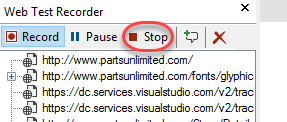 Web Test Recorder
Record Pause Stop
http://www.partsunlimited.com/
http://www.partsunlimited.com/fonts/glyphic
https://dc.services.visualstudio.com/v2/trac
https://dc.services.visualstudio.com/v2/trac